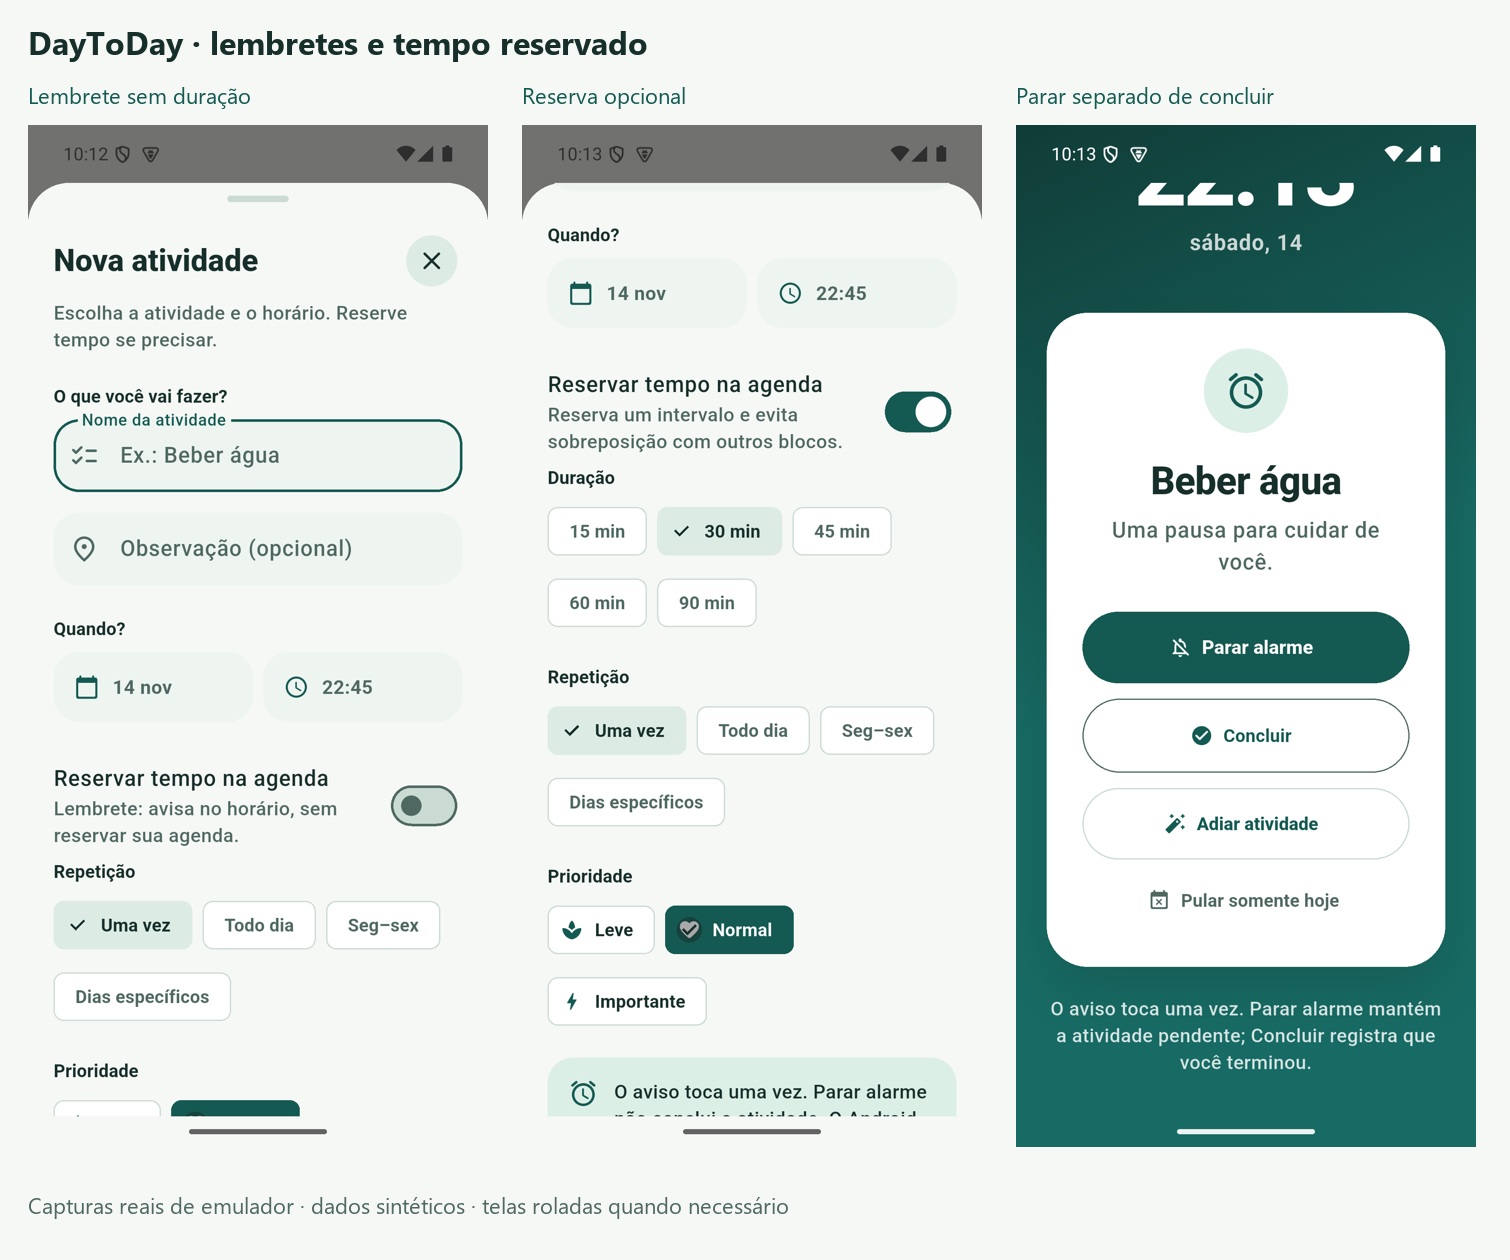 DayToDay · lembretes e tempo reservado
Lembrete sem duração
10:12
Nova atividade
Escolha a atividade e o horário. Reserve
tempo se precisar.
O que você vai fazer?
Nome da atividade
Ex.: Beber água
Observação (opcional)
Quando?
14 nov
22:45
Reservar tempo na agenda
Lembrete: avisa no horário, sem
reservar sua agenda.
Repetição
Uma vez
Todo dia
Seg–sex
Dias específicos
Prioridade
Reserva opcional
10:13
Quando?
14 nov
22:45
Reservar tempo na agenda
Reserva um intervalo e evita
sobreposição com outros blocos.
Duração
15 min
30 min
45 min
60 min
90 min
Repetição
Uma vez
Todo dia
Seg–sex
Dias específicos
Prioridade
Leve
Normal
Importante
O aviso toca uma vez. Parar alarme
não conclui a atividade. O Android
Parar separado de concluir
10:13
sábado, 14
Beber água
Uma pausa para cuidar de
você.
Parar alarme
Concluir
Adiar atividade
Pular somente hoje
O aviso toca uma vez. Parar alarme mantém
a atividade pendente; Concluir registra que
você terminou.
Capturas reais de emulador · dados sintéticos · telas roladas quando necessário